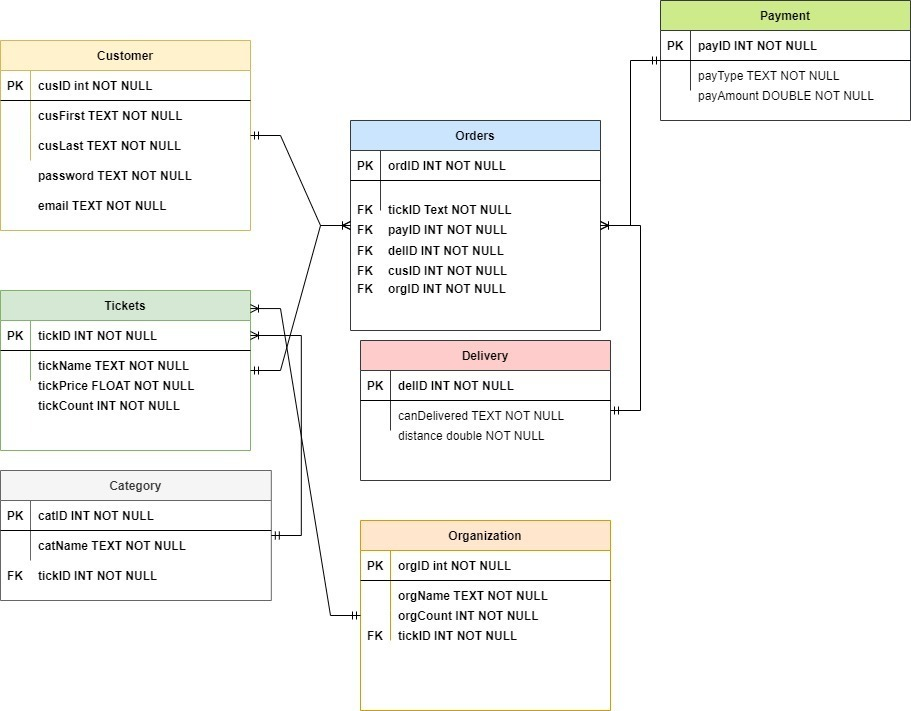 Payment
PK payID INT NOT NULL
payType TEXT NOT NULL
payAmount DOUBLE NOT NULL
Customer
PK cusID int NOT NULL
cusFirst TEXT NOT NULL
cusLast TEXT NOT NULL
password TEXT NOT NULL
email TEXT NOT NULL
Orders
PK ordID INT NOT NULL
FK tickID Text NOT NULL
FK payID INT NOT NULL
FK delID INT NOT NULL
FK cusID INT NOT NULL
FK orgID INT NOT NULL
Tickets
PK tickID INT NOT NULL
tickName TEXT NOT NULL
tickPrice FLOAT NOT NULL
tickCount INT NOT NULL
Delivery
PK delID INT NOT NULL
canDelivered TEXT NOT NULL
distance double NOT NULL
Category
PK catID INT NOT NULL
catName TEXT NOT NULL
FK tickID INT NOT NULL
Organization
PK orgID int NOT NULL
orgName TEXT NOT NULL
orgCount INT NOT NULL
FK tickID INT NOT NULL